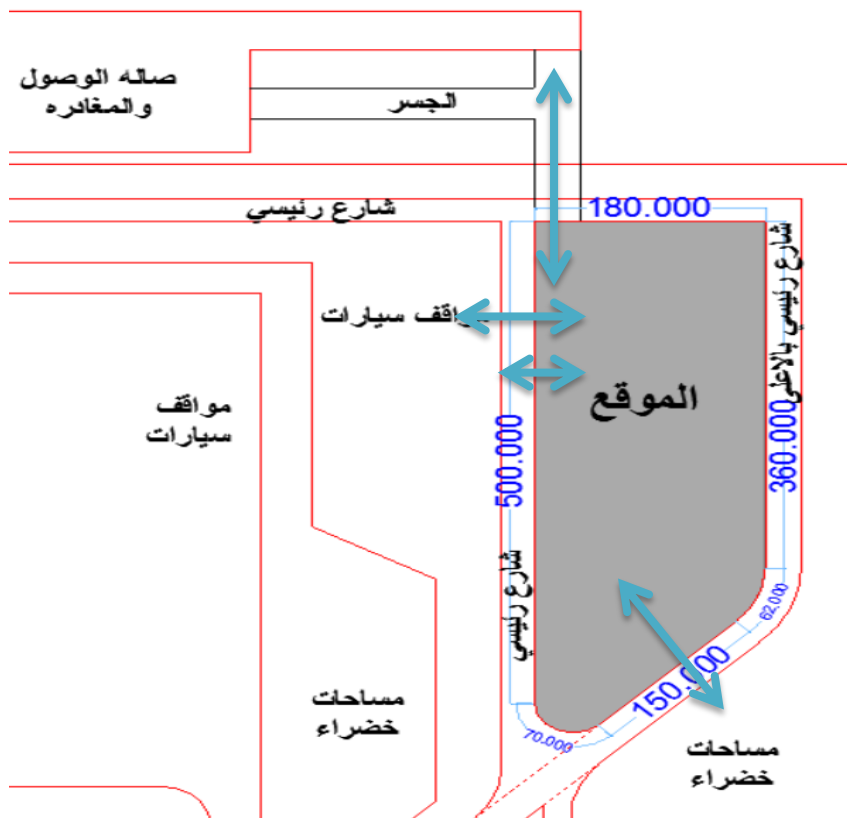 صاله الوصول
والمغادره
الجسر
شارع رئيسي
180.000
شارع رئيسي بالاعلى
مواقف سيارات
الموقع
مواقف
سيارات
500.000
360.000
شارع رئيسي
62.000
150.000
70.000
مساحات
خضراء
مساحات
خضراء